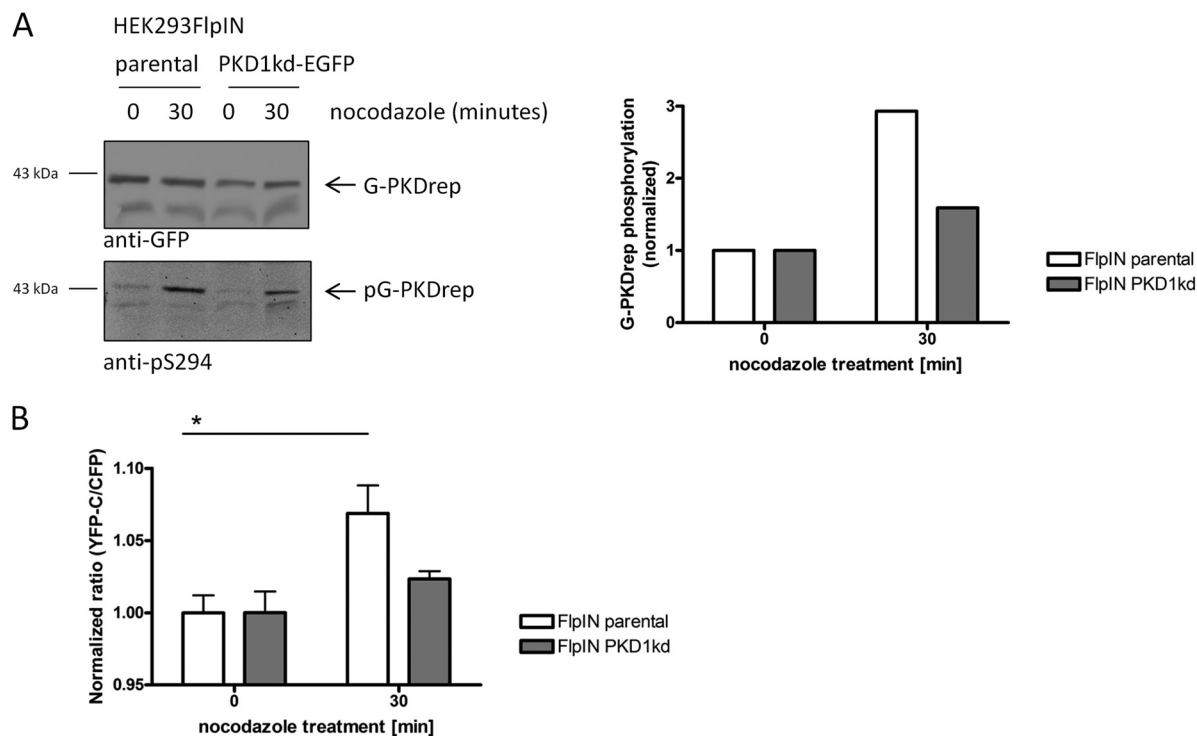 A
HEK293FlpIN
parental PKD1kd-EGFP
0 30 0 30 nocodazole (minutes)
43 kDa
G-PKDrep
anti-GFP
43 kDa
pG-PKDrep
anti-pS294
G-PKDrep phosphorylation
(normalized)
3
2
1
0
0 30
nocodazole treatment [min]
FlpIN parental
FlpIN PKD1kd
B
*
Normalized ratio (YFP-C/CFP)
1.10
1.05
1.00
0.95
0 30
nocodazole treatment [min]
FlpIN parental
FlpIN PKD1kd